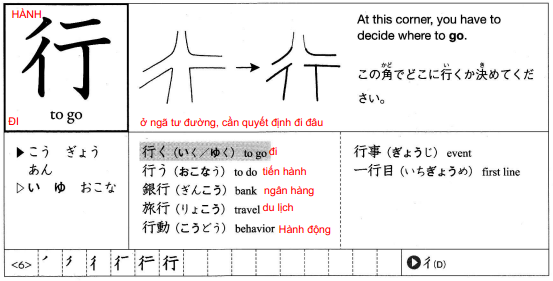 HÀNH
行
to go
ĐI
ở ngã tư đường, cần quyết định đi đâu
At this corner, you have to
decide where to go.
この角でどこに行くか決めてくだ
かど い き
さい。
▶こう ぎょう
あん
▷い ゆ おこな
行く（いく／ゆく） to go đi
行う（おこなう） to do tiến hành
銀行（ぎんこう） bank ngân hàng
旅行（りょこう） travel du lịch
行動（こうどう） behavior Hành động
行事（ぎょうじ） event
一行目（いちぎょうめ） first line
<6> ノ 彳 行
▶彳(D)